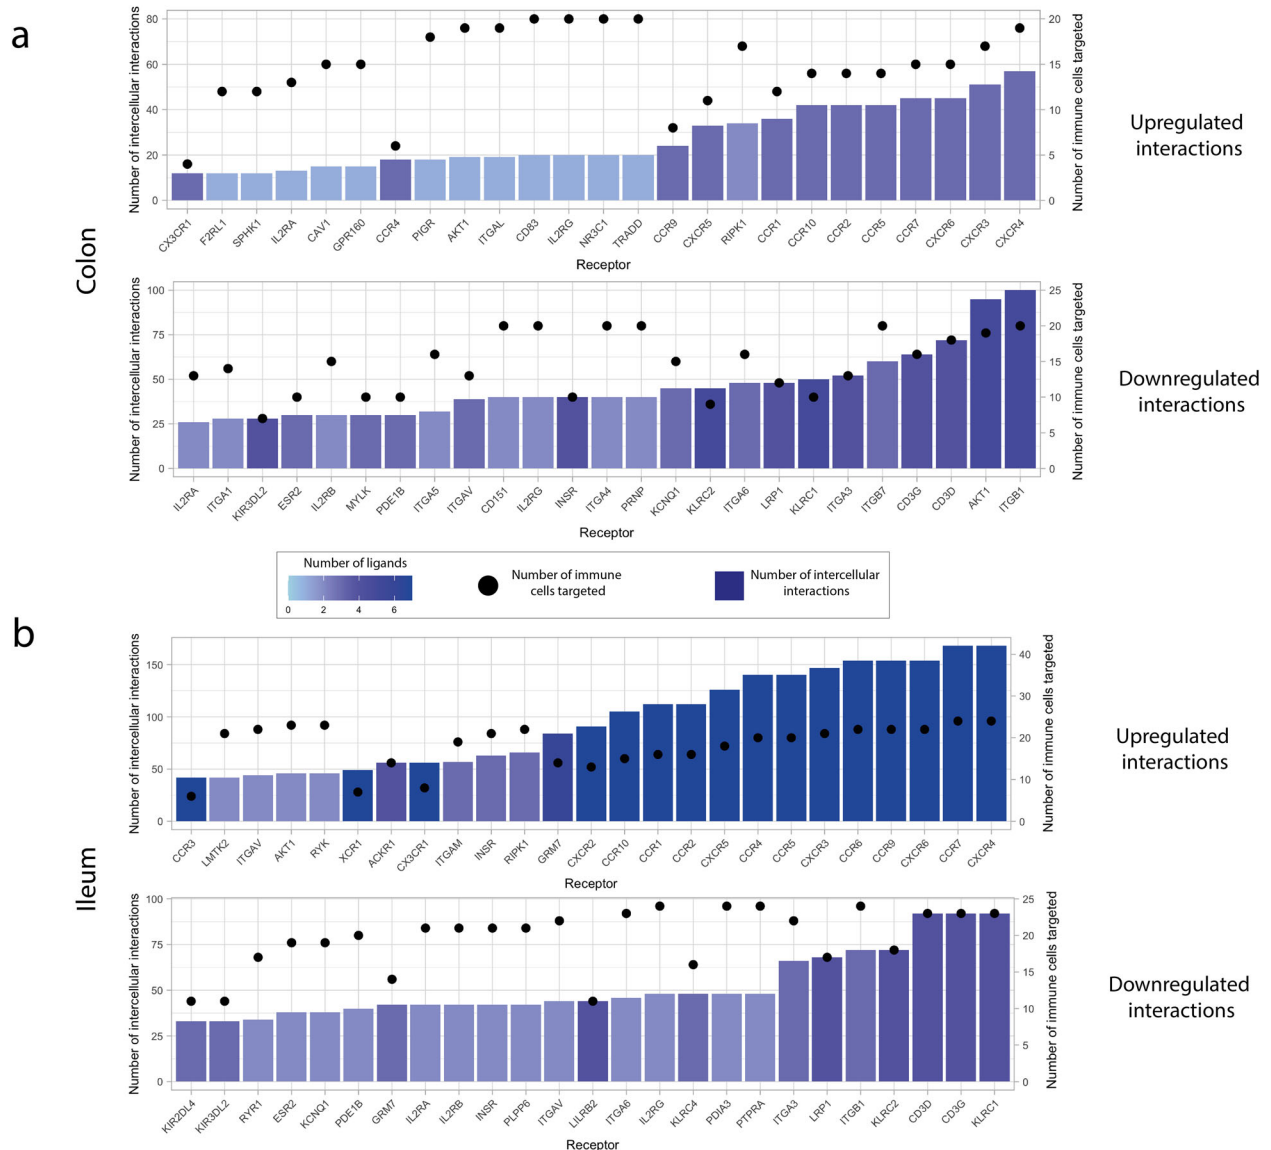 a
Colon
Number of intercellular interactions
80
60
40
20
0
20
15
10
5
0
Number of immune cells targeted
CX3CR1 F2RL1 SPHK1 IL2RA CAV1 GPR160 CCR4 PIGR AKT1 ITGAL CD83 IL2RG NR3C1 TRADD CCR9 CXCR5 RIPK1 CCR1 CCR10 CCR2 CCR5 CCR7 CXCR6 CXCR3 CXCR4
Receptor
Upregulated
interactions
Number of intercellular interactions
100
75
50
25
0
25
20
15
10
5
0
Number of immune cells targeted
IL2RA ITGA1 KIR3DL2 ESR2 IL2RB MYLK PDE1B ITGA5 ITGAV CD151 IL2RG INSR ITGA4 PRNP KCNQ1 KLRC2 ITGA6 LRP1 KLRC1 ITGA3 ITGB7 CD3G CD3D AKT1 ITGB1
Receptor
Downregulated
interactions
Number of ligands
0 2 4 6
Number of immune
cells targeted
Number of intercellular
interactions
b
Ileum
Number of intercellular interactions
150
100
50
0
40
30
20
10
0
Number of immune cells targeted
CCR3 LMTK2 ITGAV AKT1 RYK XCR1 ACKR1 CX3CR1 ITGAM INSR RIPK1 GRM7 CXCR2 CCR10 CCR1 CCR2 CXCR5 CCR4 CCR5 CXCR3 CCR6 CCR9 CXCR6 CCR7 CXCR4
Receptor
Upregulated
interactions
Number of intercellular interactions
100
75
50
25
0
25
20
15
10
5
0
Number of immune cells targeted
KIR2DL4 KIR3DL2 RYR1 ESR2 KCNQ1 PDE1B GRM7 IL2RA IL2RB INSR PLPP6 ITGAV LILRB2 ITGA6 IL2RG KLRC4 PDIA3 PTPRA ITGA3 LRP1 ITGB1 KLRC2 CD3D CD3G KLRC1
Receptor
Downregulated
interactions